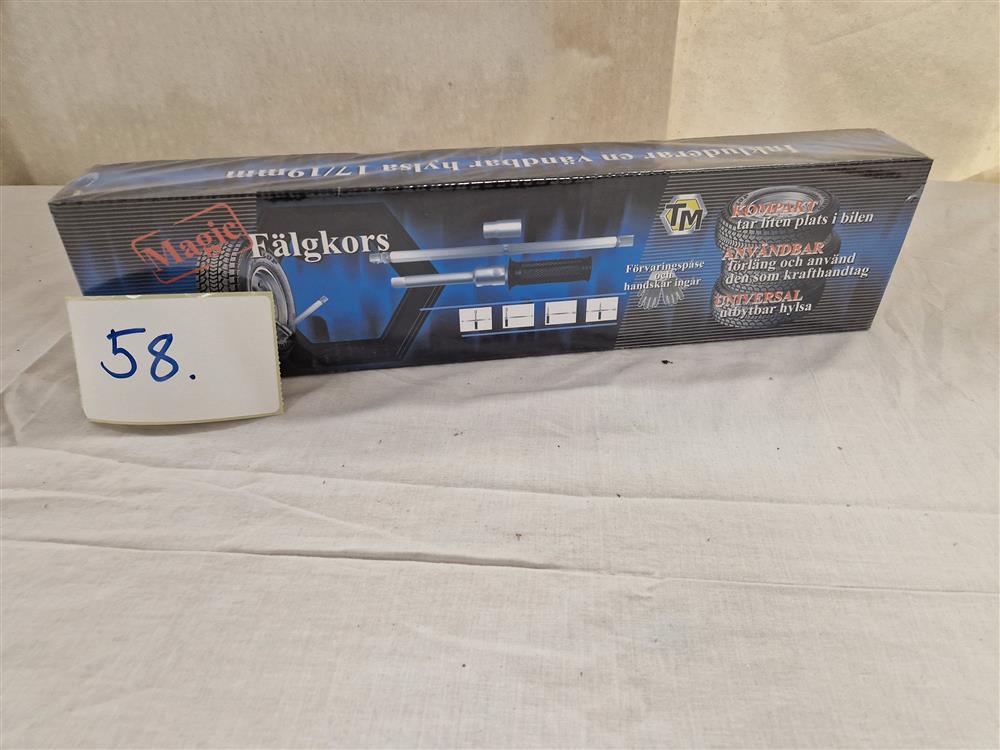 Inkluderar en vändbar hylsa 17/19mm
Magic
Fälgkors
TM
Förvaringspåse
och
handskar ingår
KOMPAKT
tar liten plats i bilen
ANVÄNDBAR
förläng och använd
den som krafthandtag
UNIVERSAL
utbytbar hylsa
58.